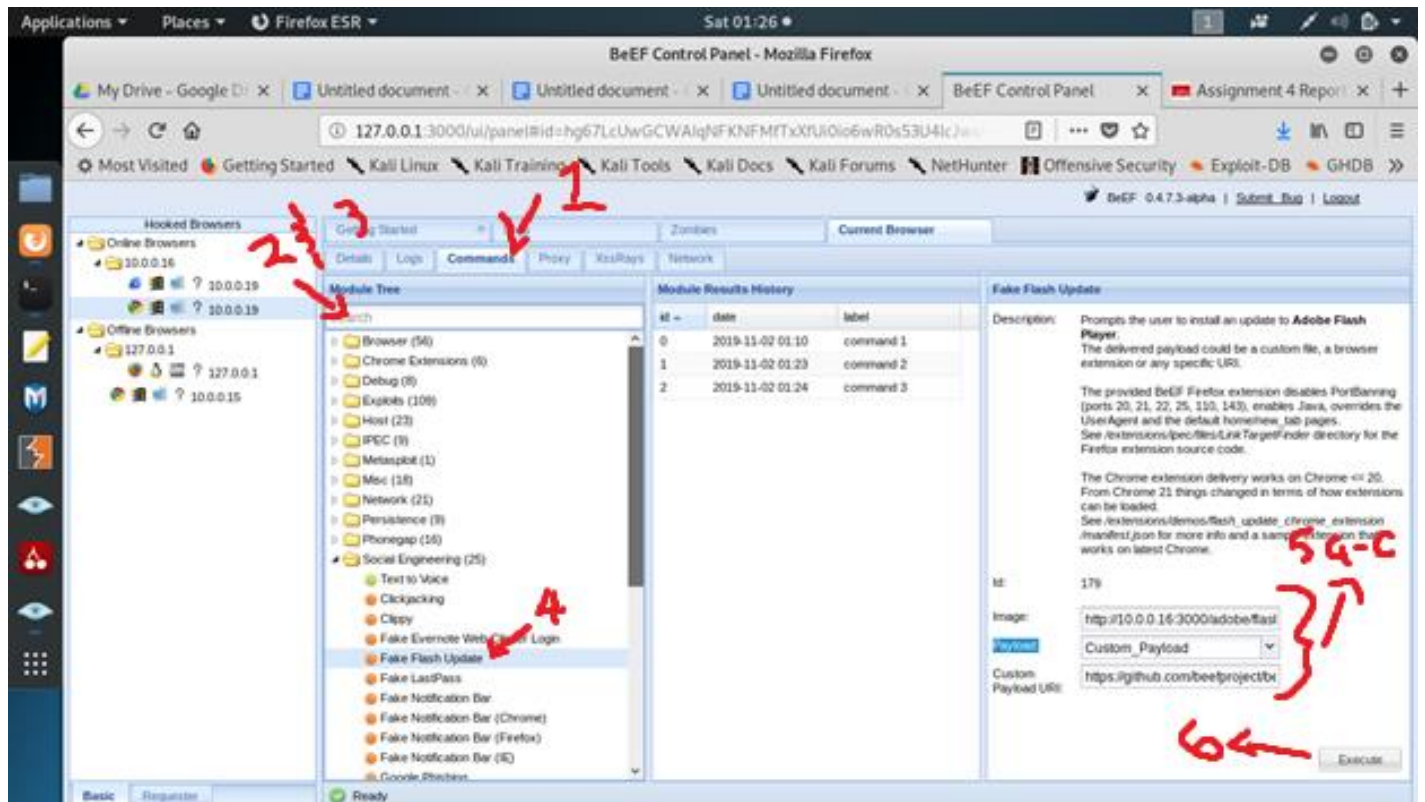 Applications Places Firefox ESR Sat 01:26 1
BeEF Control Panel - Mozilla Firefox
My Drive - Google Dr Untitled document - Untitled document - Untitled document - BeEF Control Panel Assignment 4 Report
127.0.0.1:3000/ui/panel#id=
Most Visited Getting Started Kali Linux Kali Training Kali Tools Kali Docs Kali Forums NetHunter Offensive Security Exploit-DB GHDB
BeEF 0.4.7.3-alpha | Submit Bug | Logout
1
2
3
Hooked Browsers
Online Browsers
10.0.0.16
? 10.0.0.19
? 10.0.0.19
Offline Browsers
127.0.0.1
? 127.0.0.1
? 10.0.0.15
Basic Requester
Getting Started Zombies Current Browser
Details Logs Commands Proxy XssRays Network
Module Tree
Search
Browser (56)
Chrome Extensions (6)
Debug (8)
Exploits (109)
Host (23)
IPEC (9)
Metasploit (1)
Misc (18)
Network (21)
Persistence (9)
Phonegap (16)
Social Engineering (25)
Text to Voice
Clickjacking
Clippy
Fake Evernote Web Clipper Login
4
Fake Flash Update
Fake LastPass
Fake Notification Bar
Fake Notification Bar (Chrome)
Fake Notification Bar (Firefox)
Fake Notification Bar (IE)
Google Phishing
Ready
Module Results History
id date label
0 2019-11-02 01:10 command 1
1 2019-11-02 01:23 command 2
2 2019-11-02 01:24 command 3
Fake Flash Update
Description: Prompts the user to install an update to Adobe Flash
Player.
The delivered payload could be a custom file, a browser
extension or any specific URI.
The provided BeEF Firefox extension disables PortBanning
(ports 20, 21, 22, 25, 110, 143), enables Java, overrides the
UserAgent and the default home/new_tab pages.
See /extensions/ipec/files/LinkTargetFinder directory for the
Firefox extension source code.
The Chrome extension delivery works on Chrome <= 20.
From Chrome 21 things changed in terms of how extensions
can be loaded.
See /extensions/demos/flash_update_chrome_extension
/manifest.json for more info and a sample extension that
works on latest Chrome.
5 a-c
Id: 179
Image: http://10.0.0.16:3000/adobe/flas
Payload: Custom_Payload
Custom
Payload URI: https://github.com/beefproject/be
6
Execute